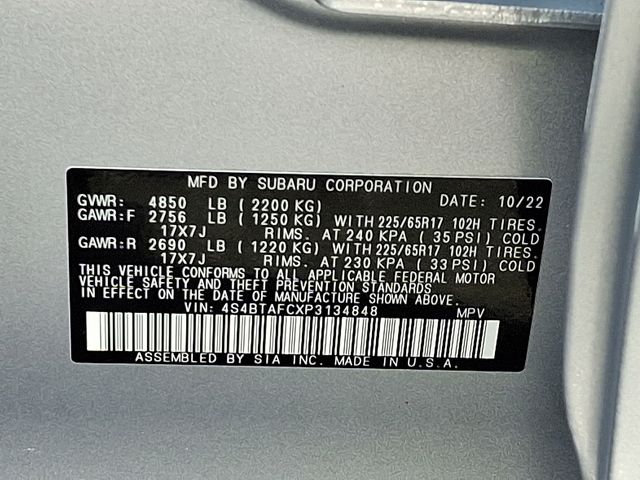 MFD BY SUBARU CORPORATION DATE: 10/22
GVWR: 4850 LB ( 2200 KG)
GAWR:F 2756 LB ( 1250 KG) WITH 225/65R17 102H TIRES.
17X7J RIMS. AT 240 KPA ( 35 PSI) COLD
GAWR:R 2690 LB ( 1220 KG) WITH 225/65R17 102H TIRES.
17X7J RIMS. AT 230 KPA ( 33 PSI) COLD
THIS VEHICLE CONFORMS TO ALL APPLICABLE FEDERAL MOTOR
VEHICLE SAFETY AND THEFT PREVENTION STANDARDS
IN EFFECT ON THE DATE OF MANUFACTURE SHOWN ABOVE.
VIN: 4S4BTAFCXP3134848 MPV
ASSEMBLED BY SIA INC. MADE IN U.S.A.